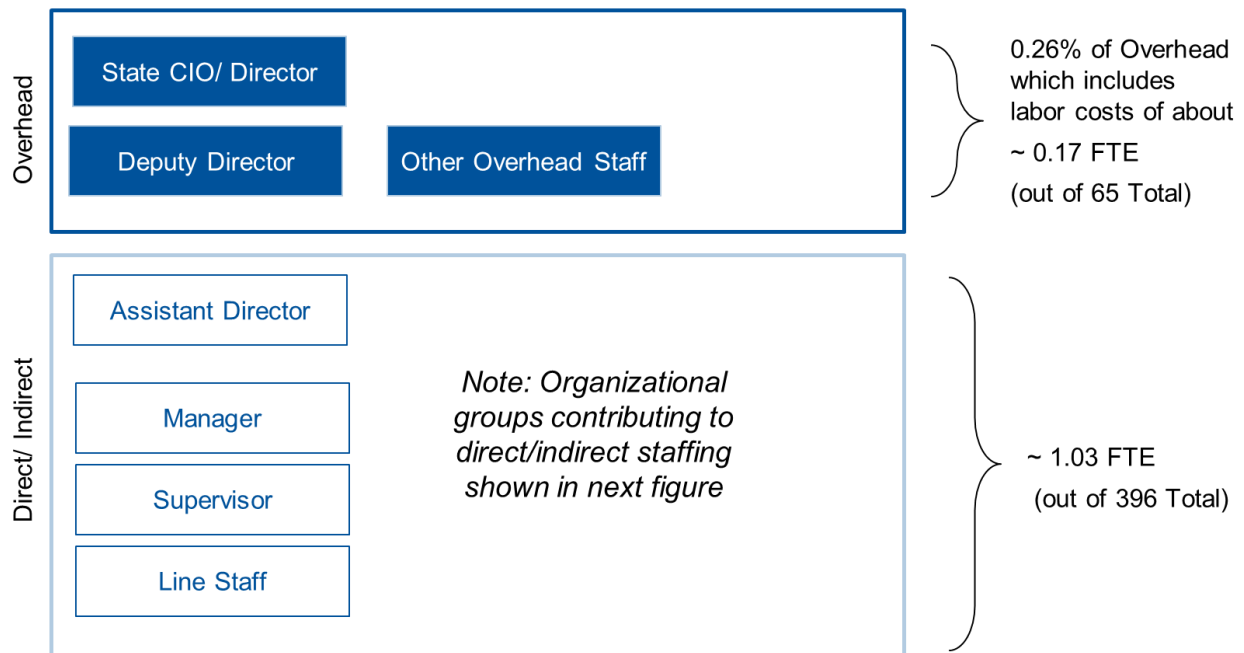 Overhead
State CIO/ Director
Deputy Director
Other Overhead Staff
0.26% of Overhead
which includes
labor costs of about
~ 0.17 FTE
(out of 65 Total)
Direct/ Indirect
Assistant Director
Manager
Supervisor
Line Staff
Note: Organizational
groups contributing to
direct/indirect staffing
shown in next figure
~ 1.03 FTE
(out of 396 Total)